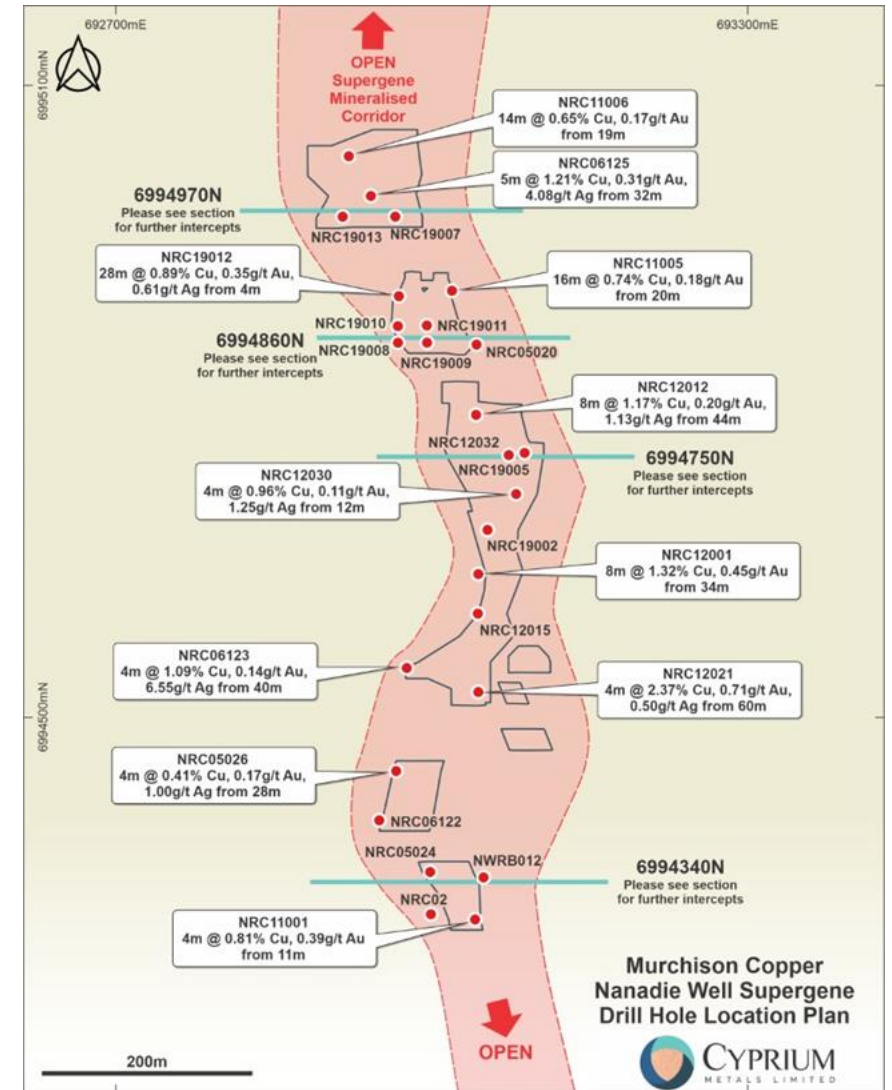 692700mE
693300mE
6995100mN
OPEN
Supergene
Mineralised
Corridor
NRC11006
14m @ 0.65% Cu, 0.17g/t Au
from 19m
NRC06125
5m @ 1.21% Cu, 0.31g/t Au,
4.08g/t Ag from 32m
6994970N
Please see section
for further intercepts
NRC19013
NRC19007
NRC19012
28m @ 0.89% Cu, 0.35g/t Au,
0.61g/t Ag from 4m
NRC11005
16m @ 0.74% Cu, 0.18g/t Au
from 20m
NRC19010
NRC19011
6994860N
Please see section
for further intercepts
NRC19008
NRC19009
NRC05020
NRC12012
8m @ 1.17% Cu, 0.20g/t Au,
1.13g/t Ag from 44m
NRC12032
NRC19005
6994750N
Please see section
for further intercepts
NRC12030
4m @ 0.96% Cu, 0.11g/t Au,
1.25g/t Ag from 12m
NRC19002
NRC12001
8m @ 1.32% Cu, 0.45g/t Au
from 34m
NRC12015
NRC06123
4m @ 1.09% Cu, 0.14g/t Au,
6.55g/t Ag from 40m
NRC12021
4m @ 2.37% Cu, 0.71g/t Au,
0.50g/t Ag from 60m
6994500mN
NRC05026
4m @ 0.41% Cu, 0.17g/t Au,
1.00g/t Ag from 28m
NRC06122
NRC05024
NWRB012
6994340N
Please see section
for further intercepts
NRC02
NRC11001
4m @ 0.81% Cu, 0.39g/t Au
from 11m
Murchison Copper
Nanadie Well Supergene
Drill Hole Location Plan
OPEN
200m
CYPRIUM
METALS LIMITED